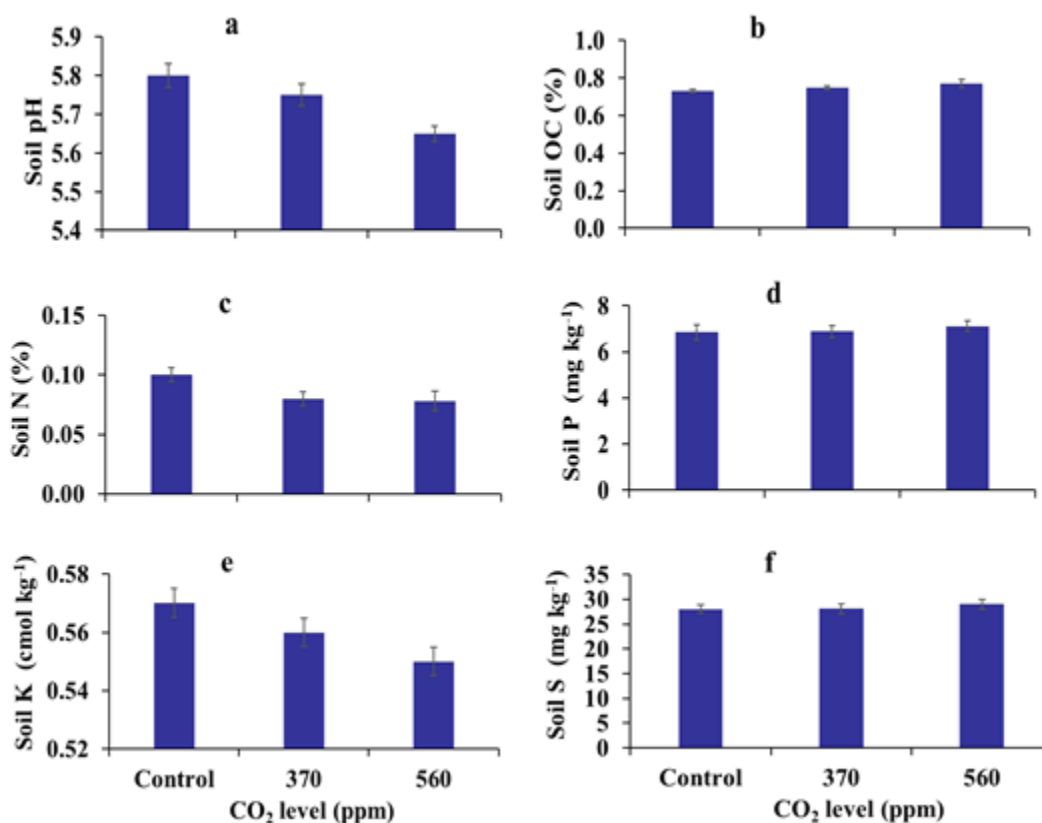 a
Soil pH
5.9
5.8
5.7
5.6
5.5
5.4
b
Soil OC (%)
1.0
0.8
0.6
0.4
0.2
0.0
c
Soil N (%)
0.15
0.10
0.05
0.00
d
Soil P (mg kg⁻¹)
8
6
4
2
0
e
Soil K (cmol kg⁻¹)
0.58
0.56
0.54
0.52
Control 370 560
CO₂ level (ppm)
f
Soil S (mg kg⁻¹)
35
30
25
20
15
10
5
0
Control 370 560
CO₂ level (ppm)